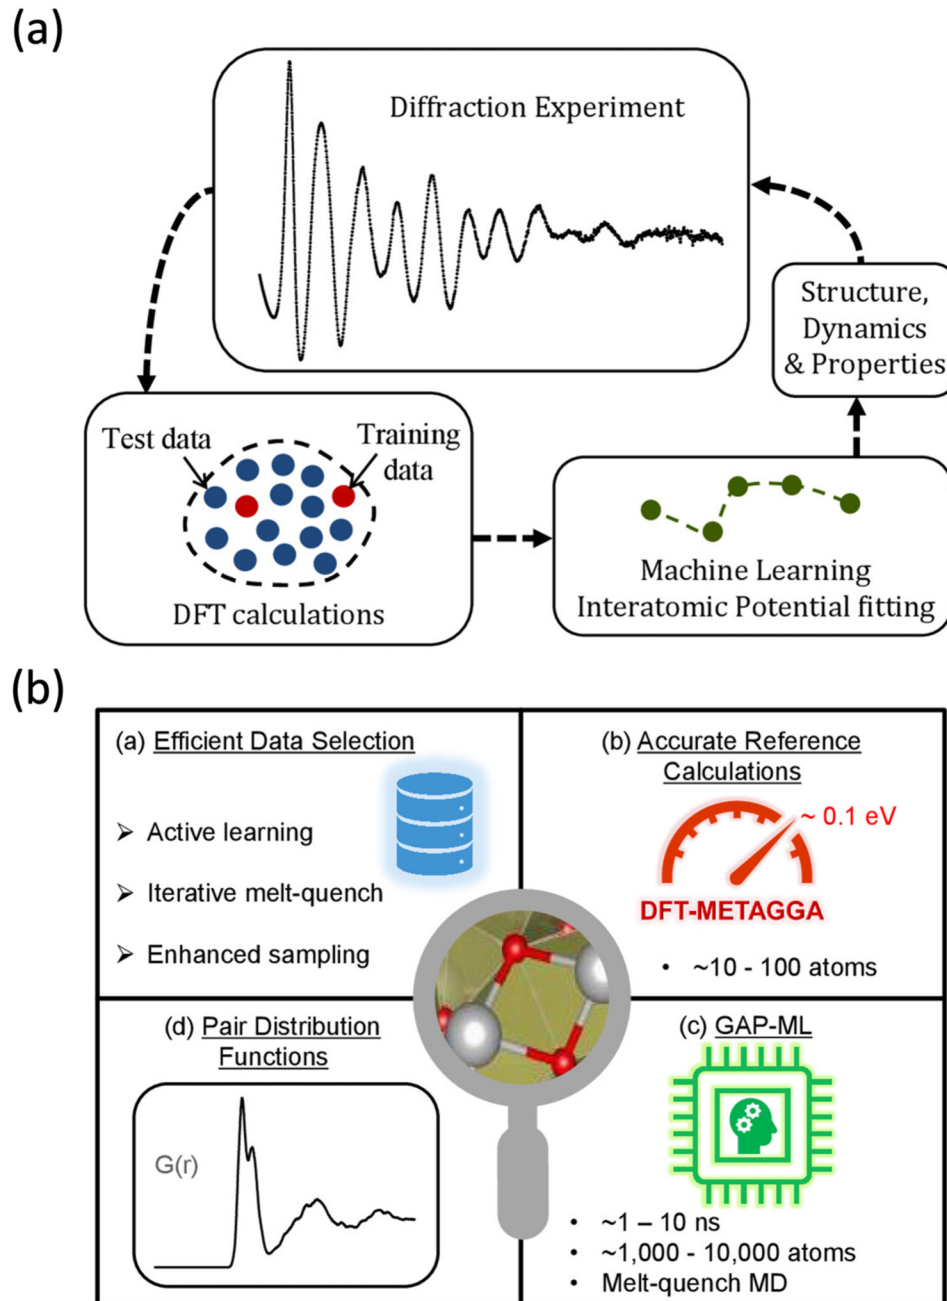 (a)
Diffraction Experiment
Structure,
Dynamics
& Properties
Test data
Training
data
DFT calculations
Machine Learning
Interatomic Potential fitting
(b)
(a) Efficient Data Selection
➢ Active learning
➢ Iterative melt-quench
➢ Enhanced sampling
(b) Accurate Reference
Calculations
~ 0.1 eV
DFT-METAGGA
• ~10 - 100 atoms
(d) Pair Distribution
Functions
G(r)
(c) GAP-ML
• ~1 – 10 ns
• ~1,000 - 10,000 atoms
• Melt-quench MD